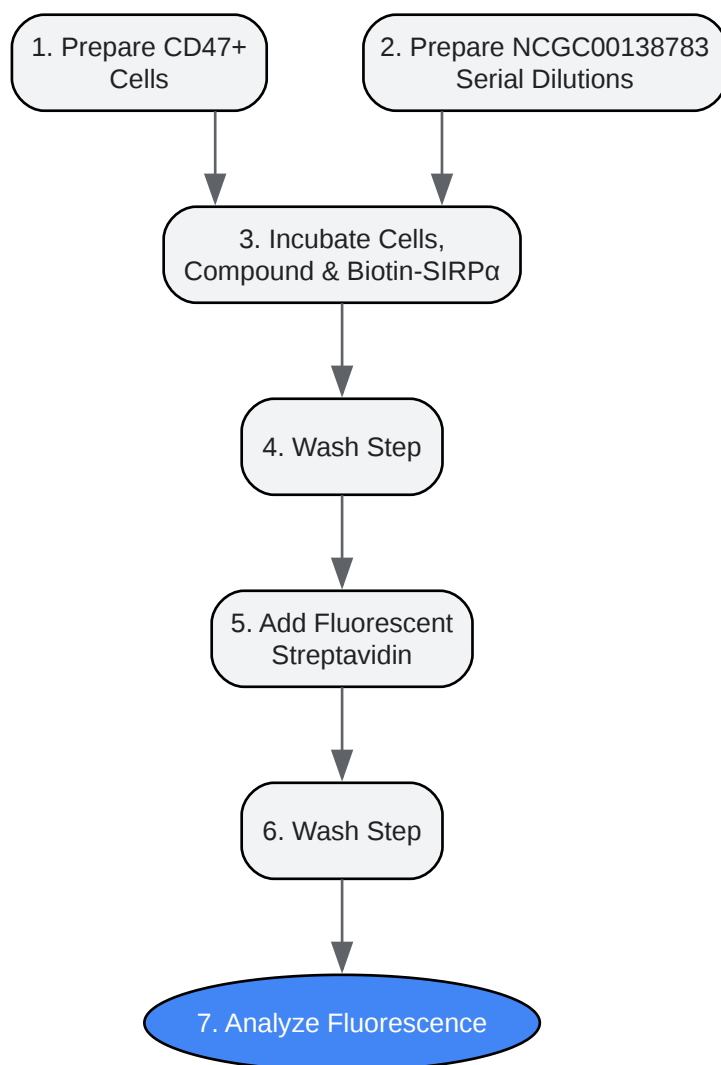 1. Prepare CD47+
Cells
2. Prepare NCGC00138783
Serial Dilutions
3. Incubate Cells,
Compound & Biotin-SIRPα
4. Wash Step
5. Add Fluorescent
Streptavidin
6. Wash Step
7. Analyze Fluorescence